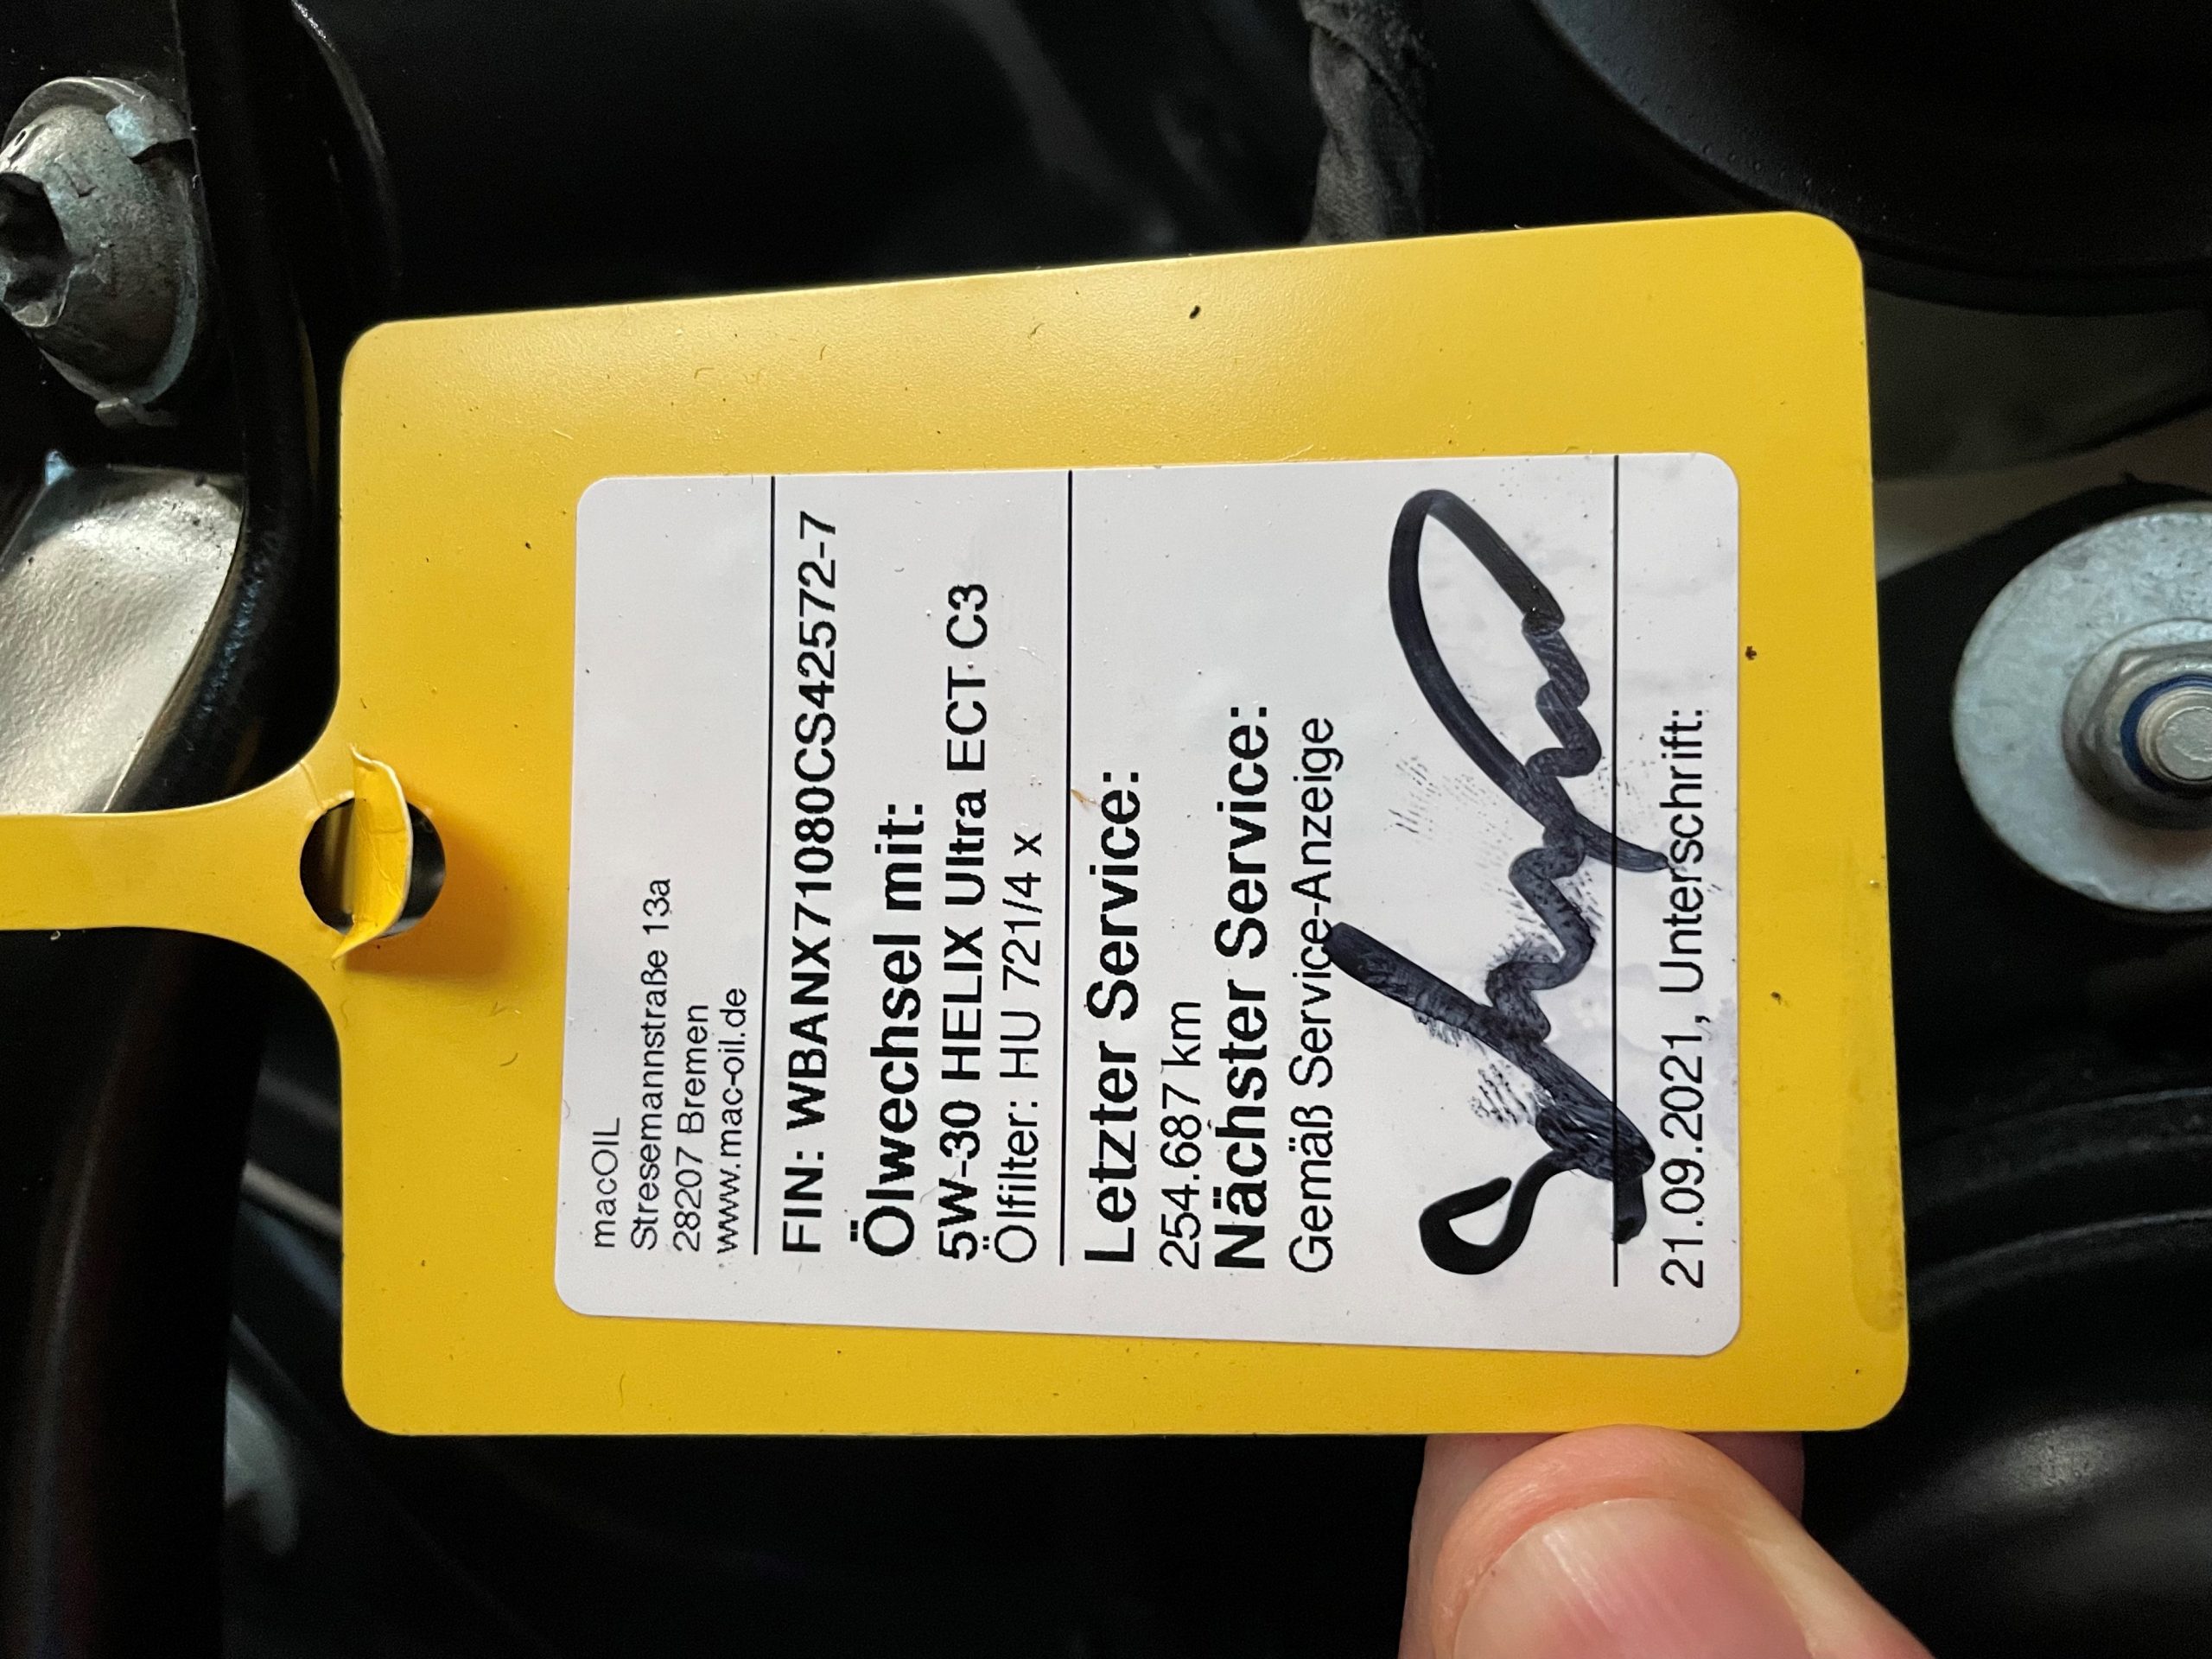 macOIL
Stresemannstraße 13a
28207 Bremen
www.mac-oil.de
FIN: WBANX71080CS42572-7
Ölwechsel mit:
5W-30 HELIX Ultra ECT C3
Ölfilter: HU 721/4 x
Letzter Service:
254.687 km
Nächster Service:
Gemäß Service-Anzeige
21.09.2021, Unterschrift: